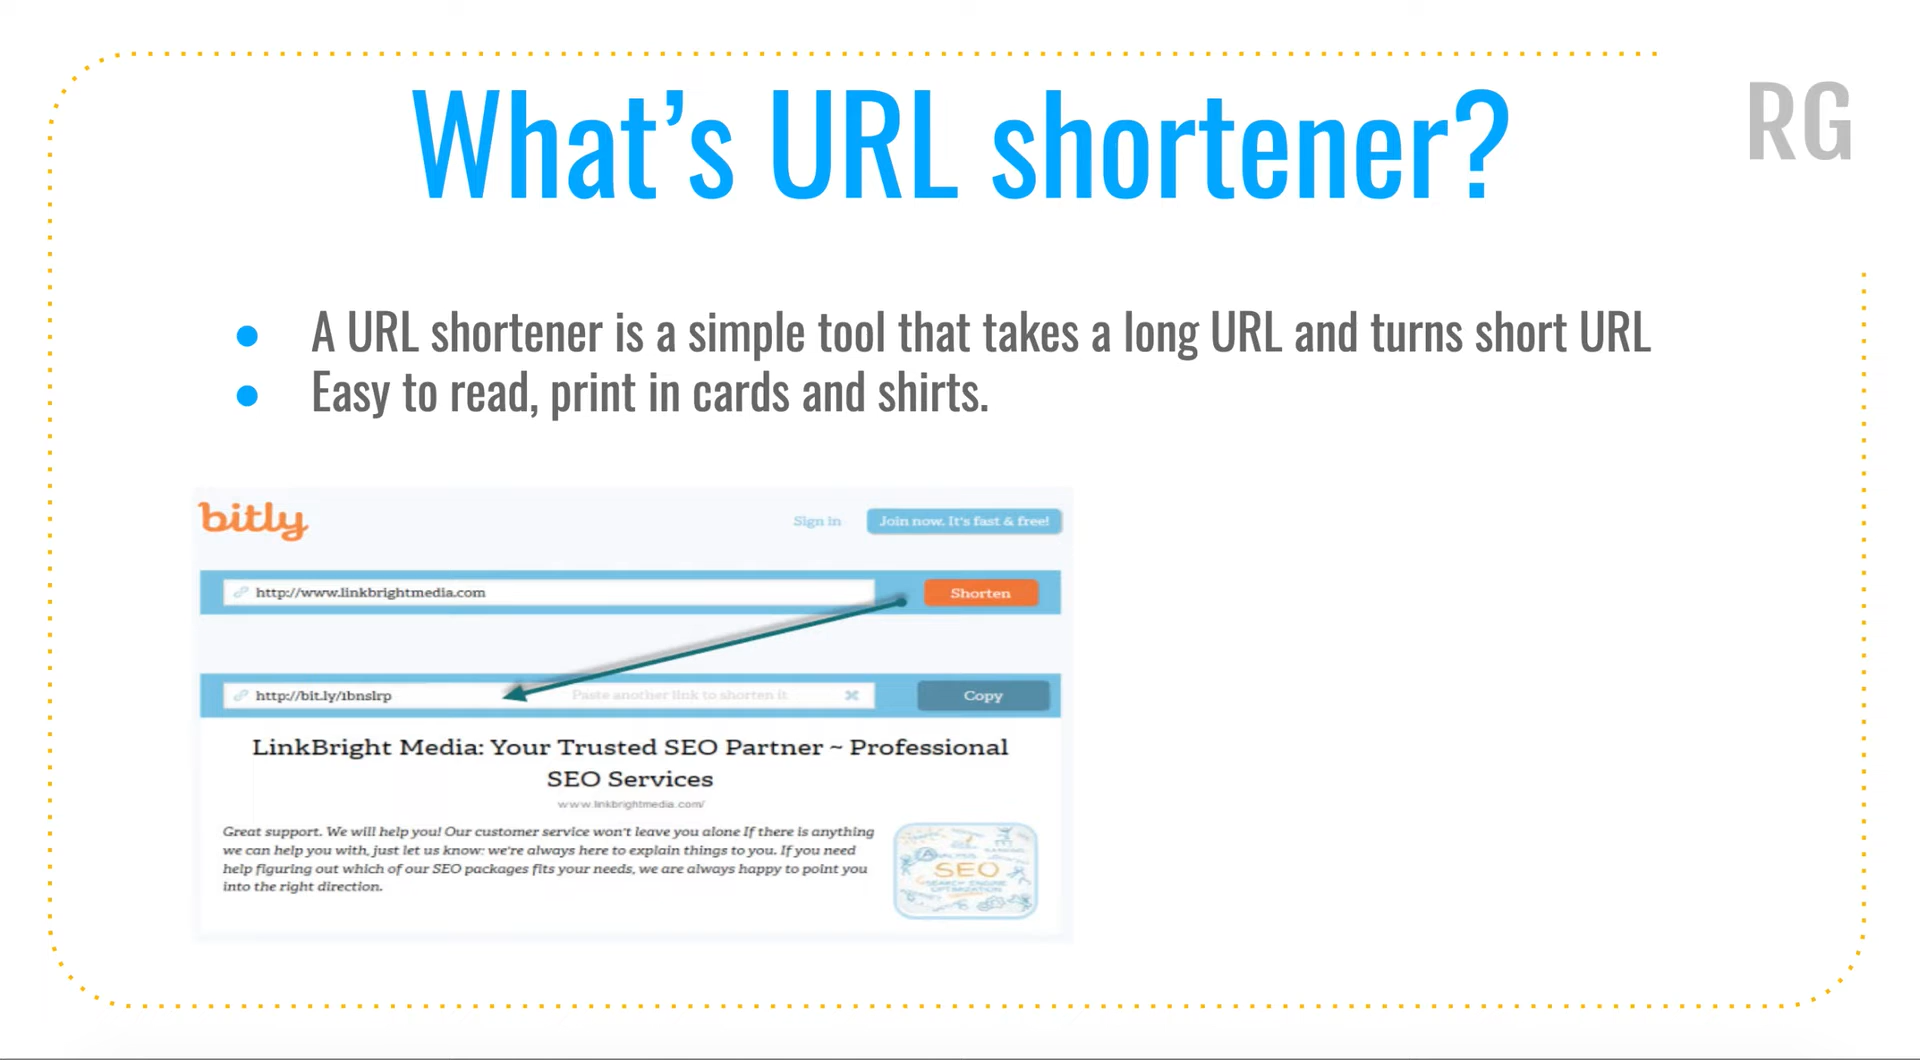 What's URL shortener?
RG
A URL shortener is a simple tool that takes a long URL and turns short URL
Easy to read, print in cards and shirts.
bitly
Sign in
Join now. It's fast & free!
http://www.linkbrightmedia.com
Shorten
http://bit.ly/1bnslrp
Paste another link to shorten it
Copy
LinkBright Media: Your Trusted SEO Partner ~ Professional
SEO Services
www.linkbrightmedia.com/
Great support. We will help you! Our customer service won't leave you alone If there is anything
we can help you with, just let us know: we're always here to explain things to you. If you need
help figuring out which of our SEO packages fits your needs, we are always happy to point you
into the right direction.
ANALYSIS
SEO
SEARCH ENGINE
OPTIMIZATION